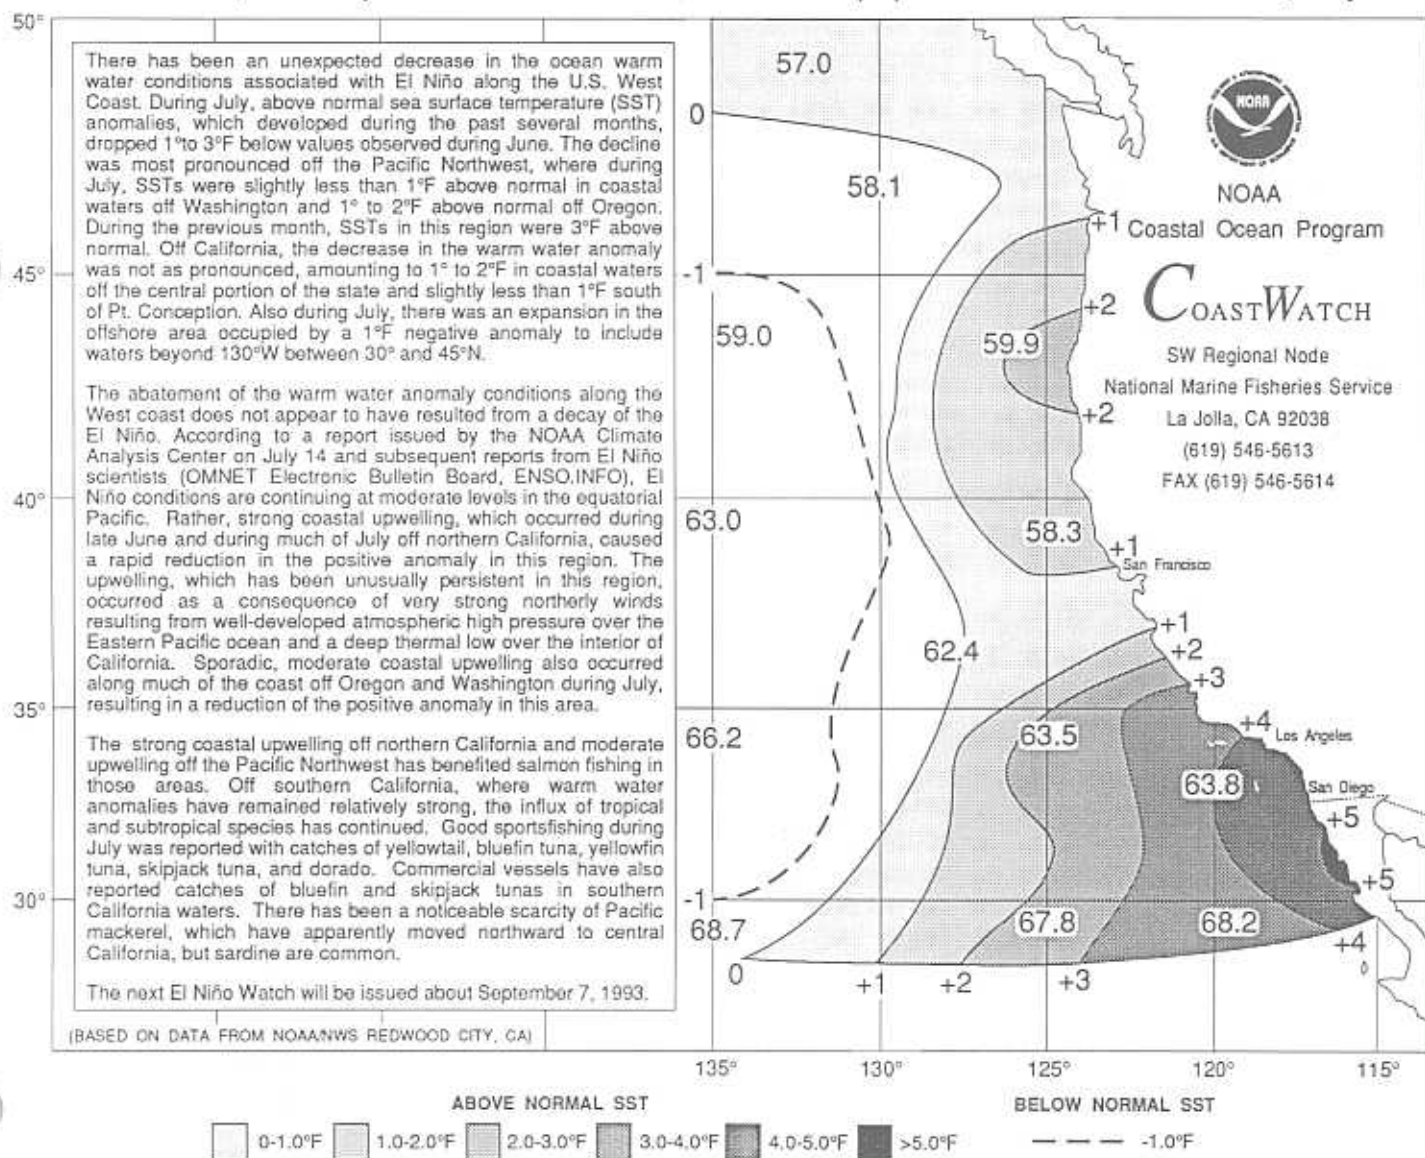 50°
There has been an unexpected decrease in the ocean warm
water conditions associated with El Niño along the U.S. West
Coast. During July, above normal sea surface temperature (SST)
anomalies, which developed during the past several months,
dropped 1°to 3°F below values observed during June. The decline
was most pronounced off the Pacific Northwest, where during
July, SSTs were slightly less than 1°F above normal in coastal
waters off Washington and 1° to 2°F above normal off Oregon.
During the previous month, SSTs in this region were 3°F above
normal. Off California, the decrease in the warm water anomaly
was not as pronounced, amounting to 1° to 2°F in coastal waters
off the central portion of the state and slightly less than 1°F south
of Pt. Conception. Also during July, there was an expansion in the
offshore area occupied by a 1°F negative anomaly to include
waters beyond 130°W between 30° and 45°N.
The abatement of the warm water anomaly conditions along the
West coast does not appear to have resulted from a decay of the
El Niño. According to a report issued by the NOAA Climate
Analysis Center on July 14 and subsequent reports from El Niño
scientists (OMNET Electronic Bulletin Board, ENSO.INFO), El
Niño conditions are continuing at moderate levels in the equatorial
Pacific. Rather, strong coastal upwelling, which occurred during
late June and during much of July off northern California, caused
a rapid reduction in the positive anomaly in this region. The
upwelling, which has been unusually persistent in this region,
occurred as a consequence of very strong northerly winds
resulting from well-developed atmospheric high pressure over the
Eastern Pacific ocean and a deep thermal low over the interior of
California. Sporadic, moderate coastal upwelling also occurred
along much of the coast off Oregon and Washington during July,
resulting in a reduction of the positive anomaly in this area.
The strong coastal upwelling off northern California and moderate
upwelling off the Pacific Northwest has benefited salmon fishing in
those areas. Off southern California, where warm water
anomalies have remained relatively strong, the influx of tropical
and subtropical species has continued. Good sportsfishing during
July was reported with catches of yellowtail, bluefin tuna, yellowfin
tuna, skipjack tuna, and dorado. Commercial vessels have also
reported catches of bluefin and skipjack tunas in southern
California waters. There has been a noticeable scarcity of Pacific
mackerel, which have apparently moved northward to central
California, but sardine are common.
The next El Niño Watch will be issued about September 7, 1993.
(BASED ON DATA FROM NOAA/NWS REDWOOD CITY, CA)
45°
40°
35°
30°
57.0
0
58.1
+1
-1
+2
59.0
59.9
+2
63.0
58.3
+1
San Francisco
+1
62.4
+2
+3
66.2
63.5
+4
Los Angeles
63.8
San Diego
+5
+5
-1
68.7
67.8
68.2
+4
0
+1
+2
+3
NOAA
NOAA
Coastal Ocean Program
COASTWATCH
SW Regional Node
National Marine Fisheries Service
La Jolla, CA 92038
(619) 546-5613
FAX (619) 546-5614
135°
130°
125°
120°
115°
ABOVE NORMAL SST
0-1.0°F
1.0-2.0°F
2.0-3.0°F
3.0-4.0°F
4.0-5.0°F
>5.0°F
BELOW NORMAL SST
-1.0°F